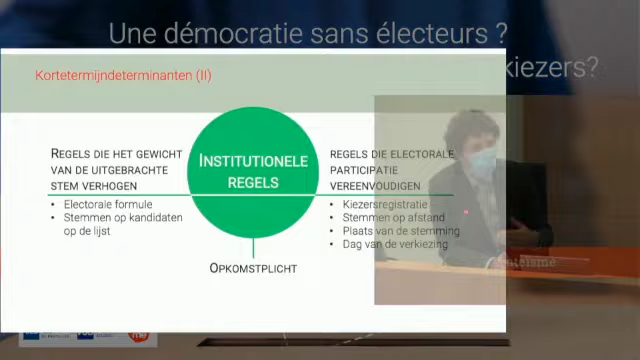 Une démocratie sans électeurs ?
kiezers?
Kortetermijndeterminanten (II)
REGELS DIE HET GEWICHT
VAN DE UITGEBRACHTE
STEM VERHOGEN
• Electorale formule
• Stemmen op kandidaten
op de lijst
INSTITUTIONELE
REGELS
REGELS DIE ELECTORALE
PARTICIPATIE
VEREENVOUDIGEN
• Kiezersregistratie
• Stemmen op afstand
• Plaats van de stemming
• Dag van de verkiezing
OPKOMSTPLICHT